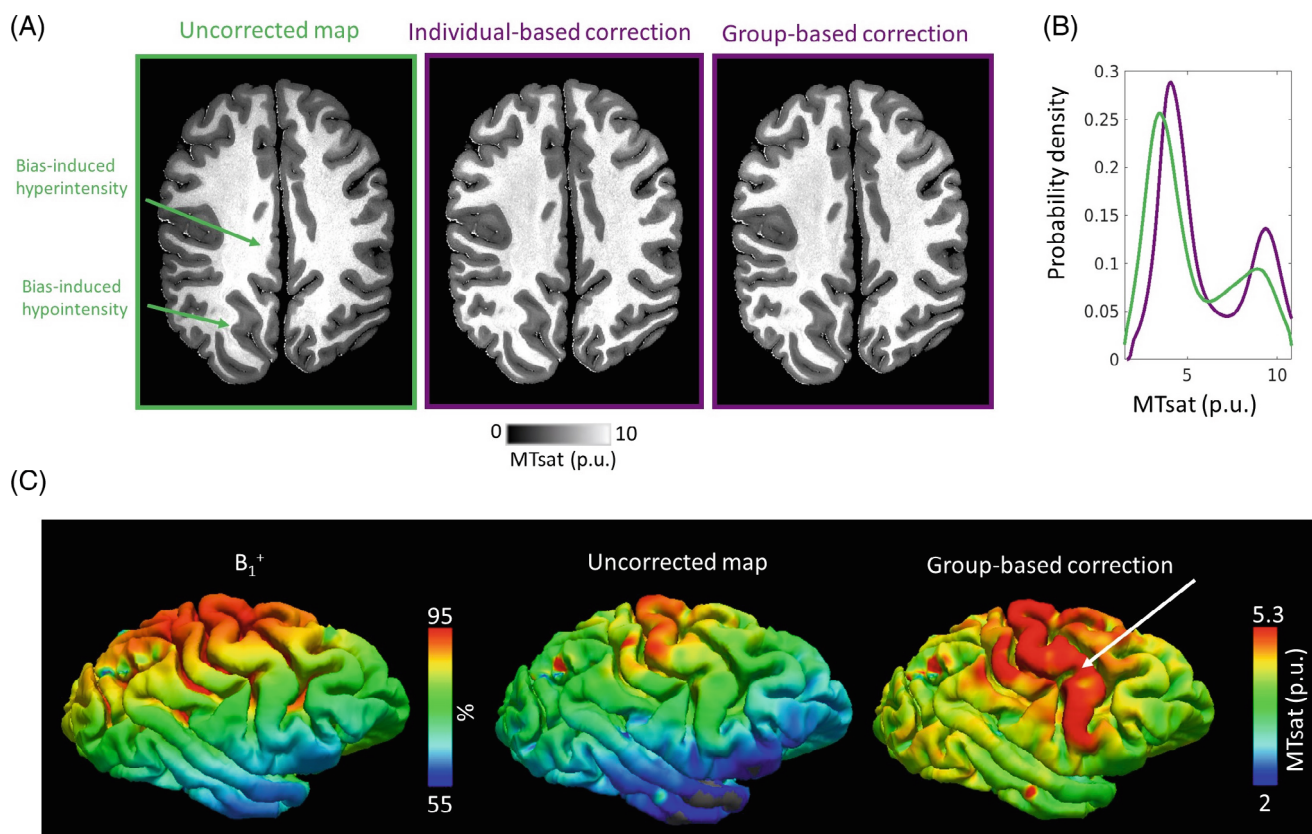 (A)
Uncorrected map
Individual-based correction
Group-based correction
Bias-induced
hyperintensity
Bias-induced
hypointensity
0
10
MTsat (p.u.)
(B)
0.3
0.25
0.2
0.15
0.1
0.05
0
Probability density
5
10
MTsat (p.u.)
(C)
B₁⁺
95
%
55
Uncorrected map
Group-based correction
5.3
MTsat (p.u.)
2